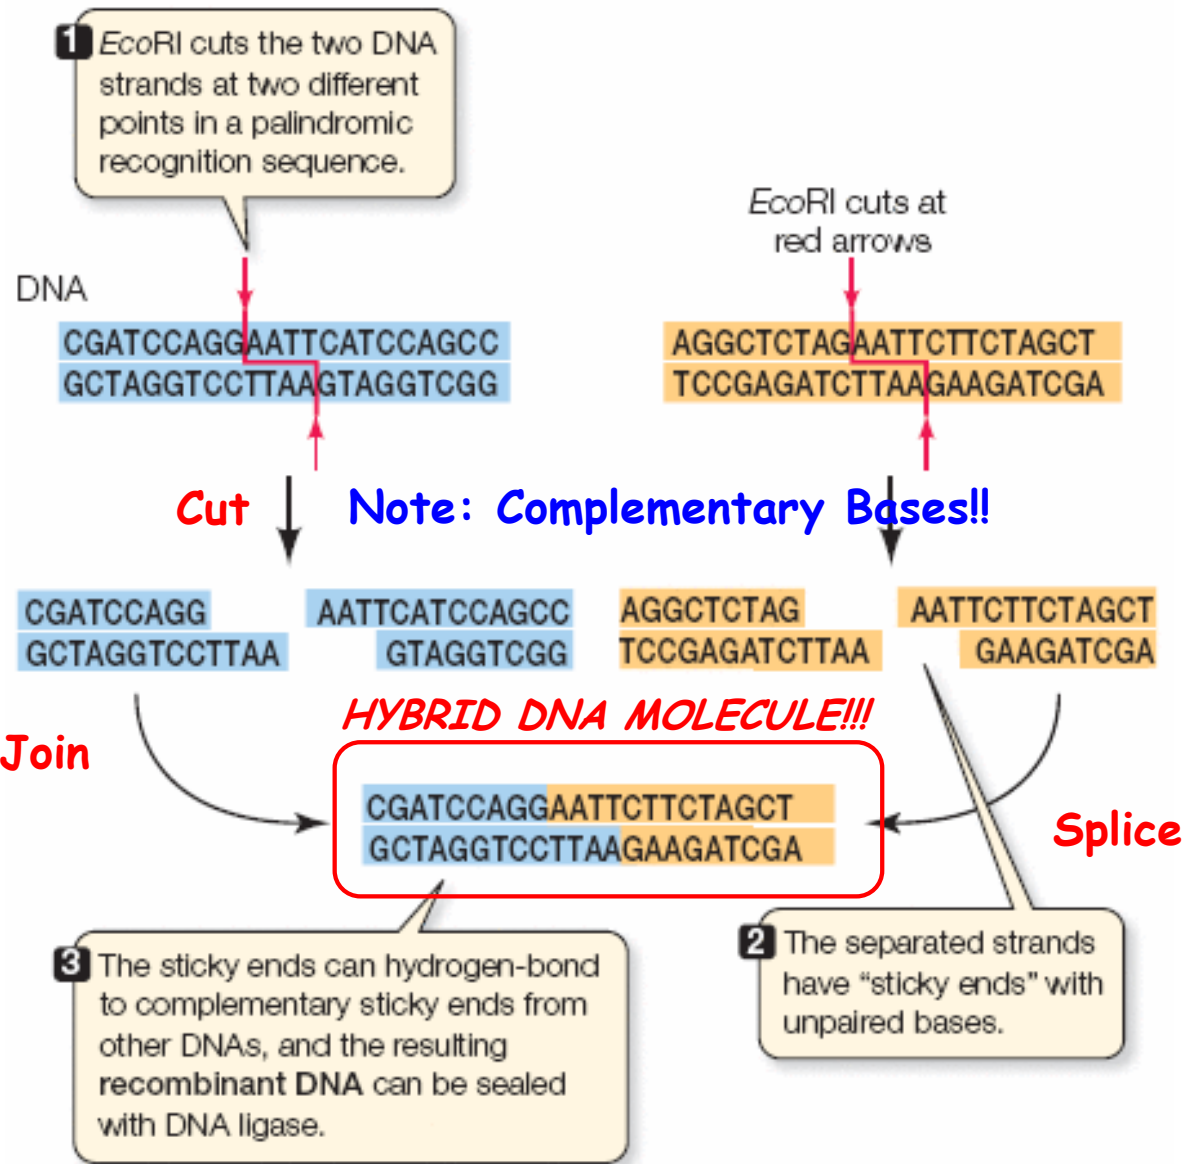 1 EcoRI cuts the two DNA
strands at two different
points in a palindromic
recognition sequence.
EcoRI cuts at
red arrows
DNA
CGATCCAGGAATTCATCCAGCC
GCTAGGTCCTTAAGTAGGTCGG
AGGCTCTAGAATTCTTCTAGCT
TCCGAGATCTTAAGAAGATCGA
Cut
Note: Complementary Bases!!
CGATCCAGG
GCTAGGTCCTTAA
AATTCATCCAGCC
GTAGGTCGG
AGGCTCTAG
TCCGAGATCTTAA
AATTCTTCTAGCT
GAAGATCGA
HYBRID DNA MOLECULE!!!
Join
CGATCCAGGAATTCTTCTAGCT
GCTAGGTCCTTAAGAAGATCGA
Splice
2 The separated strands
have “sticky ends” with
unpaired bases.
3 The sticky ends can hydrogen-bond
to complementary sticky ends from
other DNAs, and the resulting
recombinant DNA can be sealed
with DNA ligase.